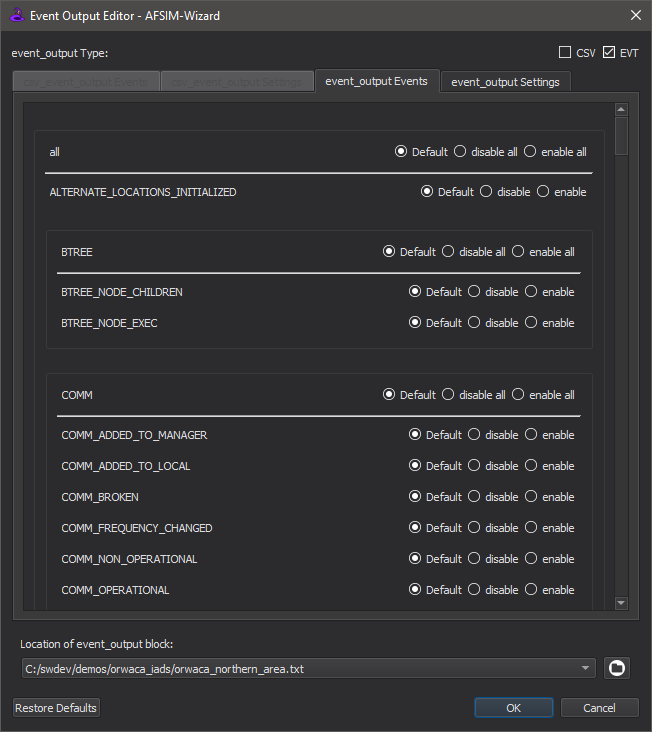 Event Output Editor - AFSIM-Wizard
event_output Type: CSV EVT
csv_event_output Events csv_event_output Settings event_output Events event_output Settings
all Default disable all enable all
ALTERNATE_LOCATIONS_INITIALIZED Default disable enable
BTREE Default disable all enable all
BTREE_NODE_CHILDREN Default disable enable
BTREE_NODE_EXEC Default disable enable
COMM Default disable all enable all
COMM_ADDED_TO_MANAGER Default disable enable
COMM_ADDED_TO_LOCAL Default disable enable
COMM_BROKEN Default disable enable
COMM_FREQUENCY_CHANGED Default disable enable
COMM_NON_OPERATIONAL Default disable enable
COMM_OPERATIONAL Default disable enable
Location of event_output block:
C:/swdev/demos/orwaca_iads/orwaca_northern_area.txt
Restore Defaults OK Cancel